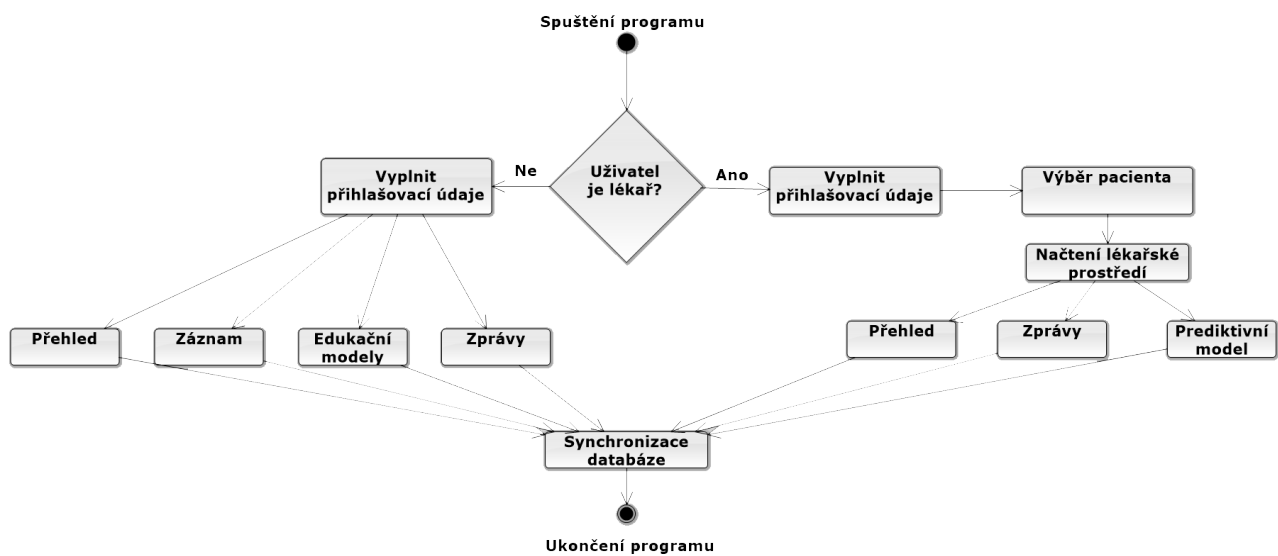 Spuštění programu
Uživatel
je lékař?
Ne
Ano
Vyplnit
přihlašovací údaje
Vyplnit
přihlašovací údaje
Výběr pacienta
Načtení lékařské
prostředí
Přehled
Záznam
Edukační
modely
Zprávy
Přehled
Zprávy
Prediktivní
model
Synchronizace
databáze
Ukončení programu